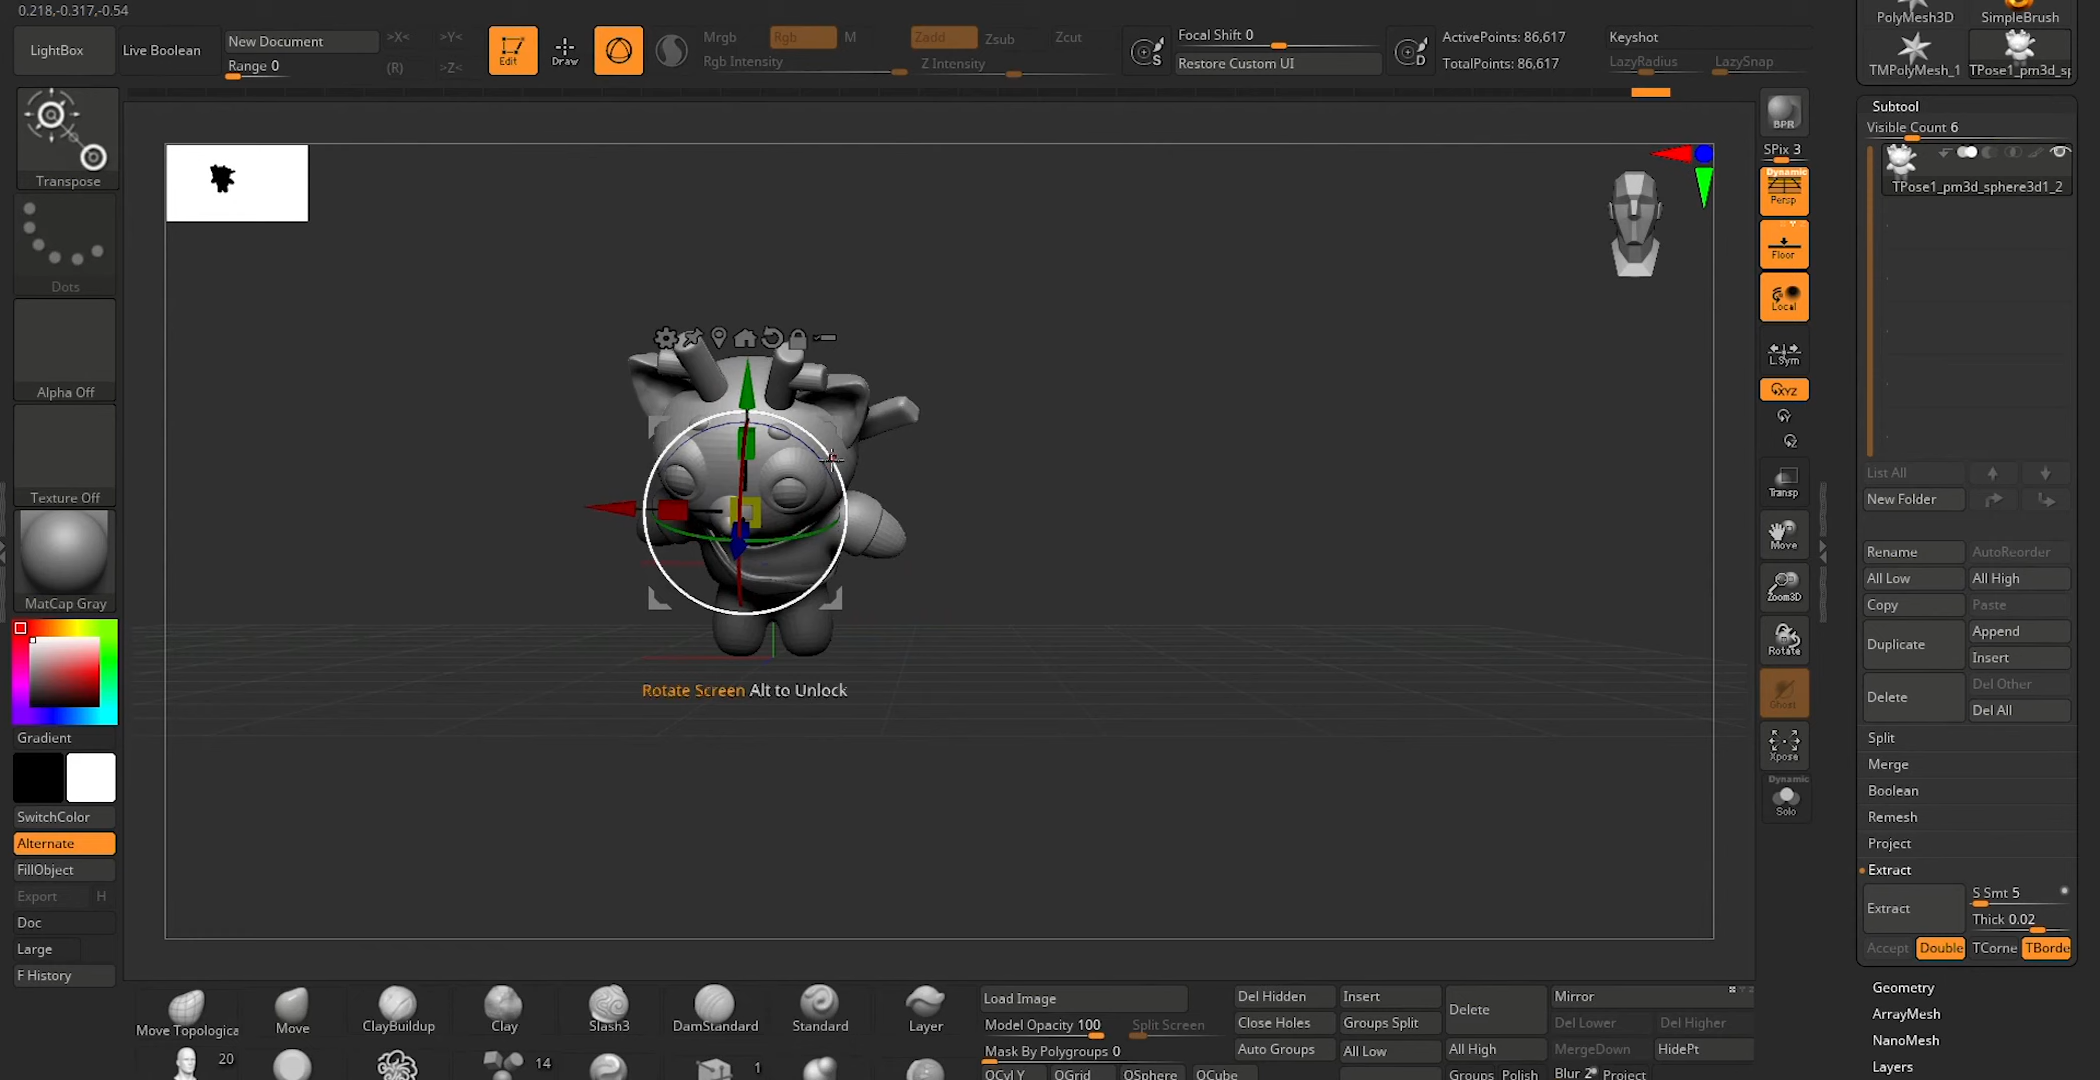 0.218,-0.317,-0.54
LightBox
Live Boolean
New Document
Range 0
>X<
>Y<
(R)
>Z<
Edit
Draw
Mrgb
Rgb
M
Rgb Intensity
Zadd
Zsub
Zcut
Z Intensity
S
Focal Shift 0
Restore Custom UI
D
ActivePoints: 86,617
TotalPoints: 86,617
Keyshot
LazyRadius
LazySnap
PolyMesh3D
SimpleBrush
TMPolyMesh_1
TPose1_pm3d_sp
Transpose
Dots
Alpha Off
Texture Off
MatCap Gray
Gradient
SwitchColor
Alternate
FillObject
Export
H
Doc
Large
F History
Rotate Screen Alt to Unlock
BPR
SPix 3
Dynamic
Persp
Floor
Local
L.Sym
XYZ
Y
Z
Transp
Move
Zoom3D
Rotate
Ghost
Xpose
Dynamic
Solo
Subtool
Visible Count 6
TPose1_pm3d_sphere3d1_2
List All
New Folder
Rename
AutoReorder
All Low
All High
Copy
Paste
Duplicate
Append
Insert
Delete
Del Other
Del All
Split
Merge
Boolean
Remesh
Project
Extract
Extract
S Smt 5
Thick 0.02
Accept
Double
TCorne
TBorde
Geometry
ArrayMesh
NanoMesh
Layers
Move Topologica
Move
ClayBuildup
Clay
Slash3
DamStandard
Standard
Layer
20
14
1
Load Image
Model Opacity 100
Split Screen
Mask By Polygroups 0
QCyl Y
QGrid
QSphere
QCube
Del Hidden
Insert
Delete
Mirror
Close Holes
Groups Split
Del Lower
Del Higher
Auto Groups
All Low
All High
MergeDown
HidePt
Groups
Polish
Blur 2
Project